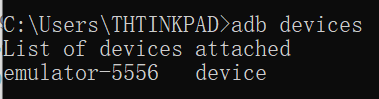 C:\Users\THTINKPAD>adb devices
List of devices attached
emulator-5556   device